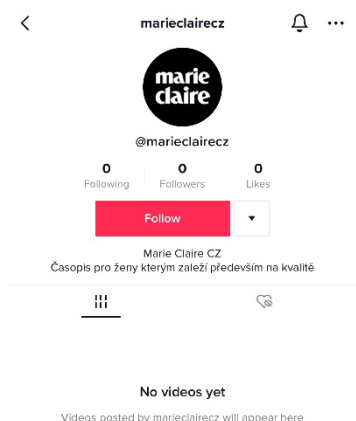 marieclairecz
marie
claire
@marieclairecz
0 0 0
Following Followers Likes
Follow
Marie Claire CZ
Časopis pro ženy kterým zaleží především na kvalitě
No videos yet
Videos posted by marieclairecz will appear here